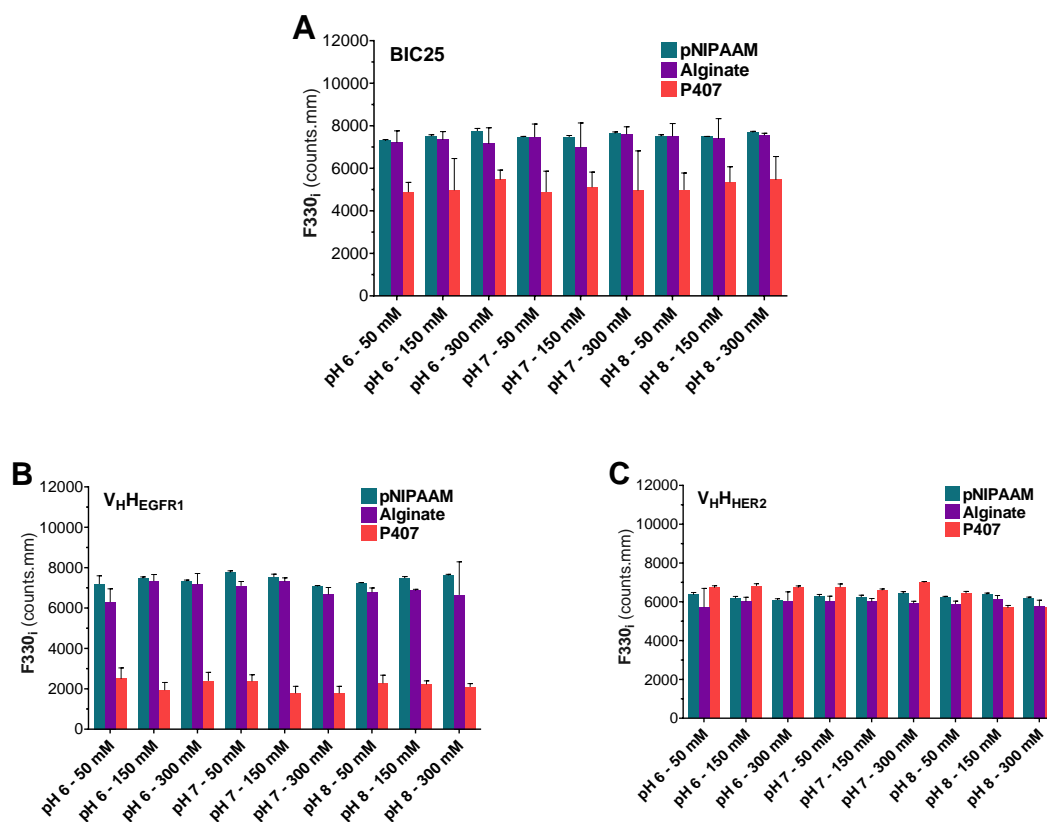 A
BIC25
pNIPAAM
Alginate
P407
F330i (counts.mm)
12000
10000
8000
6000
4000
2000
0
pH 6 - 50 mM
pH 6 - 150 mM
pH 6 - 300 mM
pH 7 - 50 mM
pH 7 - 150 mM
pH 7 - 300 mM
pH 8 - 50 mM
pH 8 - 150 mM
pH 8 - 300 mM
B
VHHEGFR1
pNIPAAM
Alginate
P407
F330i (counts.mm)
12000
10000
8000
6000
4000
2000
0
pH 6 - 50 mM
pH 6 - 150 mM
pH 6 - 300 mM
pH 7 - 50 mM
pH 7 - 150 mM
pH 7 - 300 mM
pH 8 - 50 mM
pH 8 - 150 mM
pH 8 - 300 mM
C
VHHHER2
pNIPAAM
Alginate
P407
F330i (counts.mm)
12000
10000
8000
6000
4000
2000
0
pH 6 - 50 mM
pH 6 - 150 mM
pH 6 - 300 mM
pH 7 - 50 mM
pH 7 - 150 mM
pH 7 - 300 mM
pH 8 - 50 mM
pH 8 - 150 mM
pH 8 - 300 mM